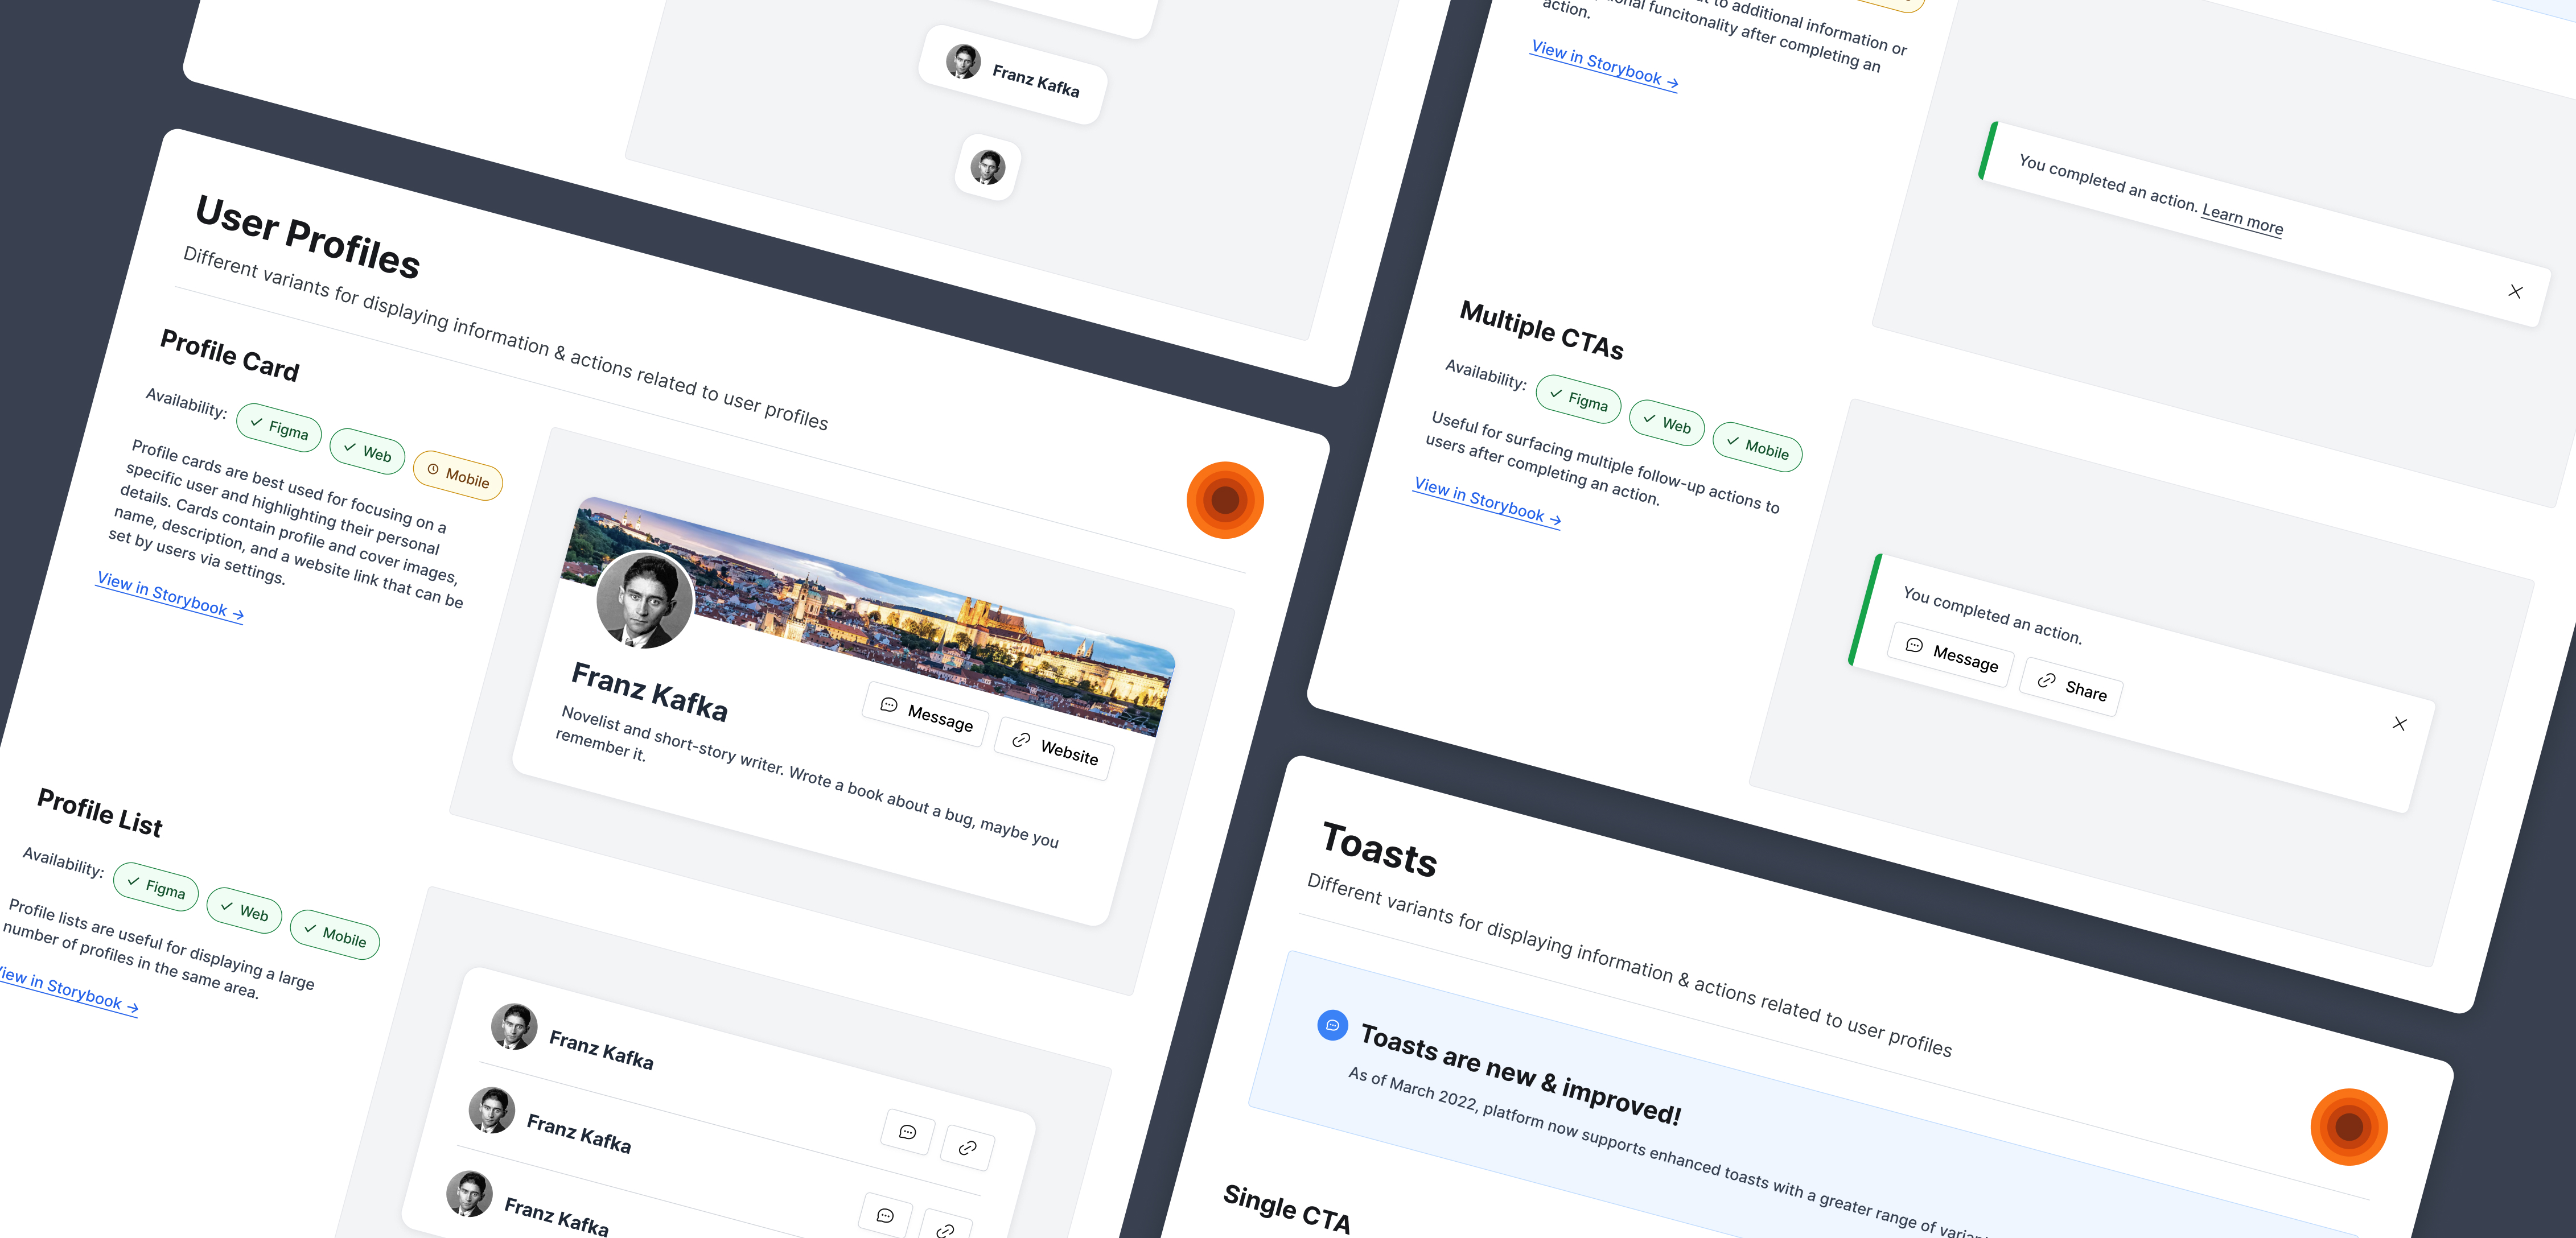 Franz Kafka
User Profiles
Different variants for displaying information & actions related to user profiles
Profile Card
Availability:
Figma
Web
Mobile
Profile cards are best used for focusing on a
specific user and highlighting their personal
details. Cards contain profile and cover images,
name, description, and a website link that can be
set by users via settings.
View in Storybook →
Franz Kafka
Message
Website
Novelist and short-story writer. Wrote a book about a bug, maybe you
remember it.
Profile List
Availability:
Figma
Web
Mobile
Profile lists are useful for displaying a large
number of profiles in the same area.
View in Storybook →
Franz Kafka
Franz Kafka
Franz Kafka
to additional information or
funcitonality after completing an
action.
View in Storybook →
You completed an action. Learn more
Multiple CTAs
Availability:
Figma
Web
Mobile
Useful for surfacing multiple follow-up actions to
users after completing an action.
View in Storybook →
You completed an action.
Message
Share
Toasts
Different variants for displaying information & actions related to user profiles
Toasts are new & improved!
As of March 2022, platform now supports enhanced toasts with a greater range of
Single CTA